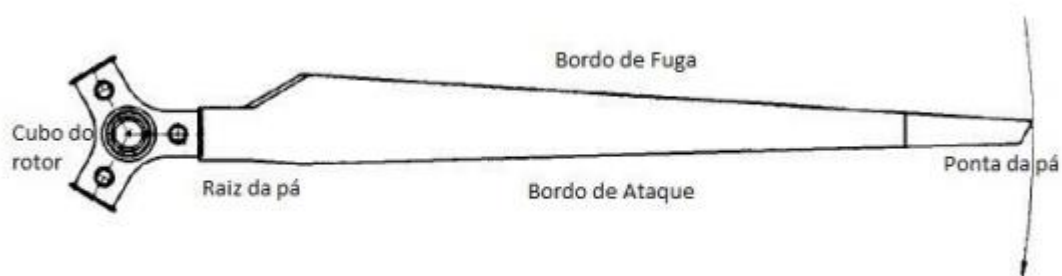 Bordo de Fuga
Cubo do
rotor
Raiz da pá
Bordo de Ataque
Ponta da pá